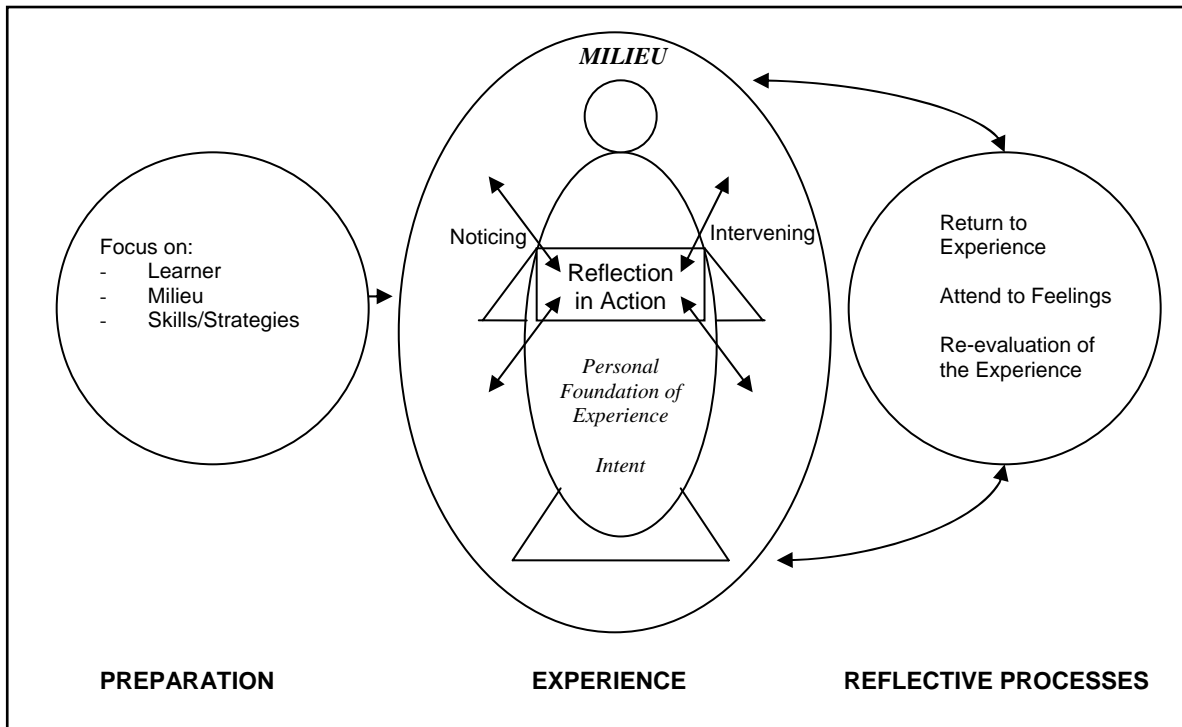 MILIEU
Focus on:
- Learner
- Milieu
- Skills/Strategies
Noticing
Intervening
Reflection
in Action
Personal
Foundation of
Experience
Intent
Return to
Experience
Attend to Feelings
Re-evaluation of
the Experience
PREPARATION
EXPERIENCE
REFLECTIVE PROCESSES